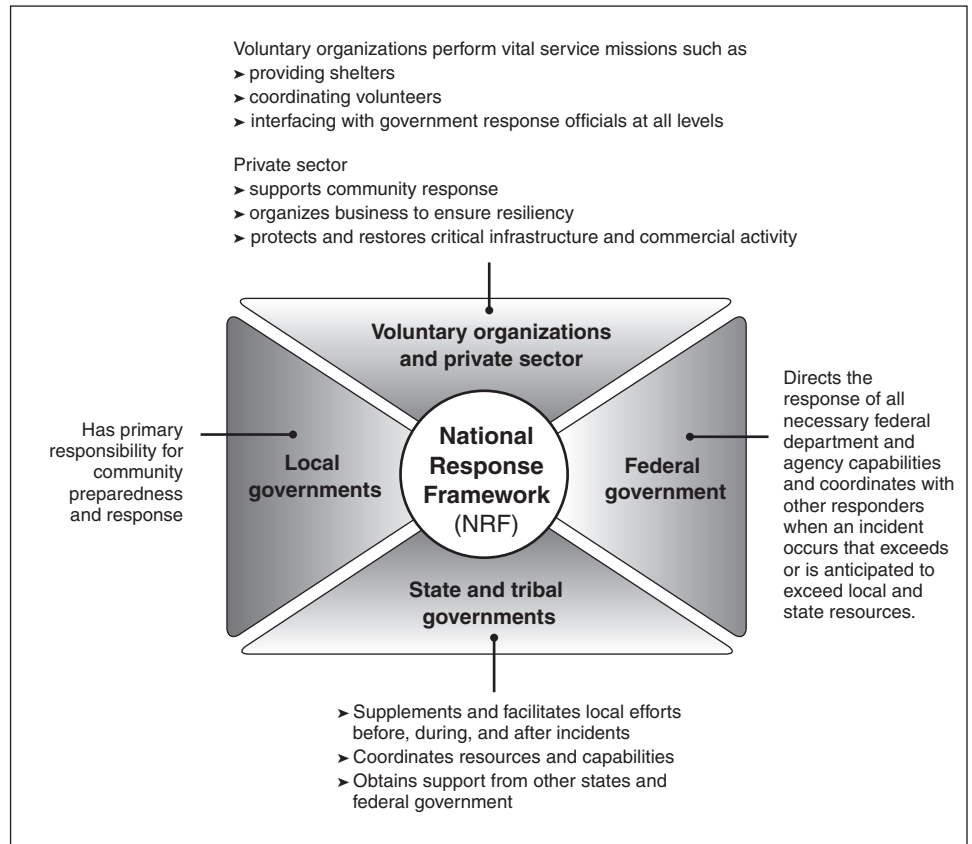 Voluntary organizations perform vital service missions such as
➤ providing shelters
➤ coordinating volunteers
➤ interfacing with government response officials at all levels
Private sector
➤ supports community response
➤ organizes business to ensure resiliency
➤ protects and restores critical infrastructure and commercial activity
Voluntary organizations
and private sector
Has primary
responsibility for
community
preparedness
and response
Local
governments
National
Response
Framework
(NRF)
Federal
government
Directs the
response of all
necessary federal
department and
agency capabilities
and coordinates with
other responders
when an incident
occurs that exceeds
or is anticipated to
exceed local and
state resources.
State and tribal
governments
➤ Supplements and facilitates local efforts
before, during, and after incidents
➤ Coordinates resources and capabilities
➤ Obtains support from other states and
federal government